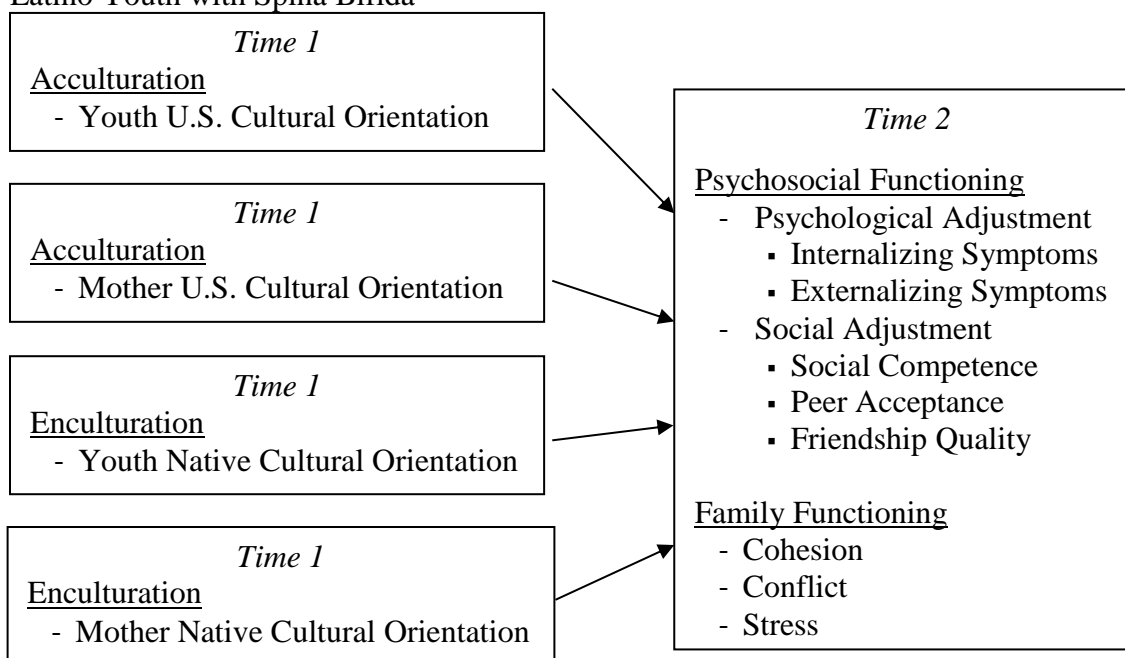 Latino Youth with Spina Bifida
Time 1
Acculturation
- Youth U.S. Cultural Orientation
Time 1
Acculturation
- Mother U.S. Cultural Orientation
Time 1
Enculturation
- Youth Native Cultural Orientation
Time 1
Enculturation
- Mother Native Cultural Orientation
Time 2
Psychosocial Functioning
- Psychological Adjustment
▪ Internalizing Symptoms
▪ Externalizing Symptoms
- Social Adjustment
▪ Social Competence
▪ Peer Acceptance
▪ Friendship Quality
Family Functioning
- Cohesion
- Conflict
- Stress